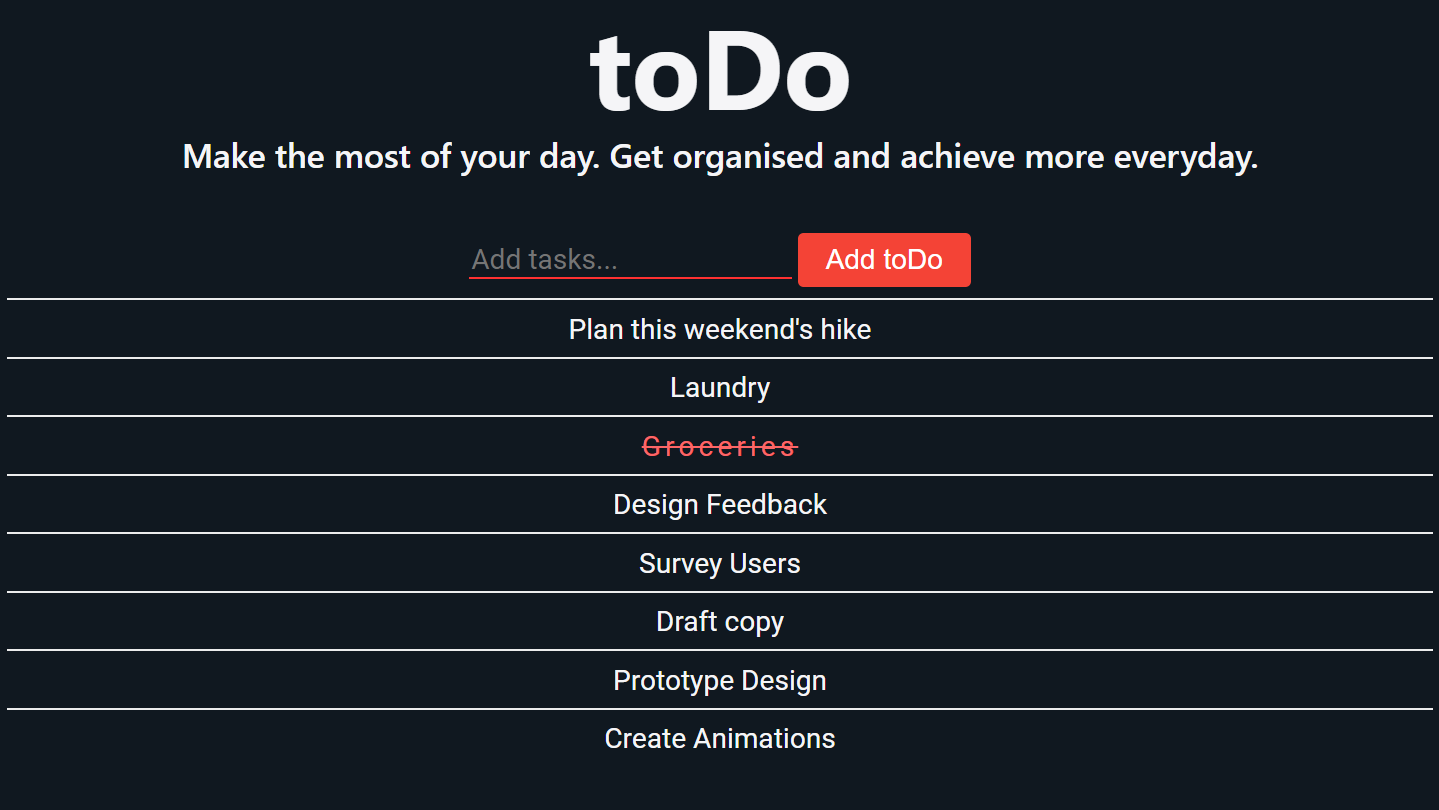 toDo
Make the most of your day. Get organised and achieve more everyday.
Add tasks... Add toDo
Plan this weekend's hike
Laundry
Groceries
Design Feedback
Survey Users
Draft copy
Prototype Design
Create Animations